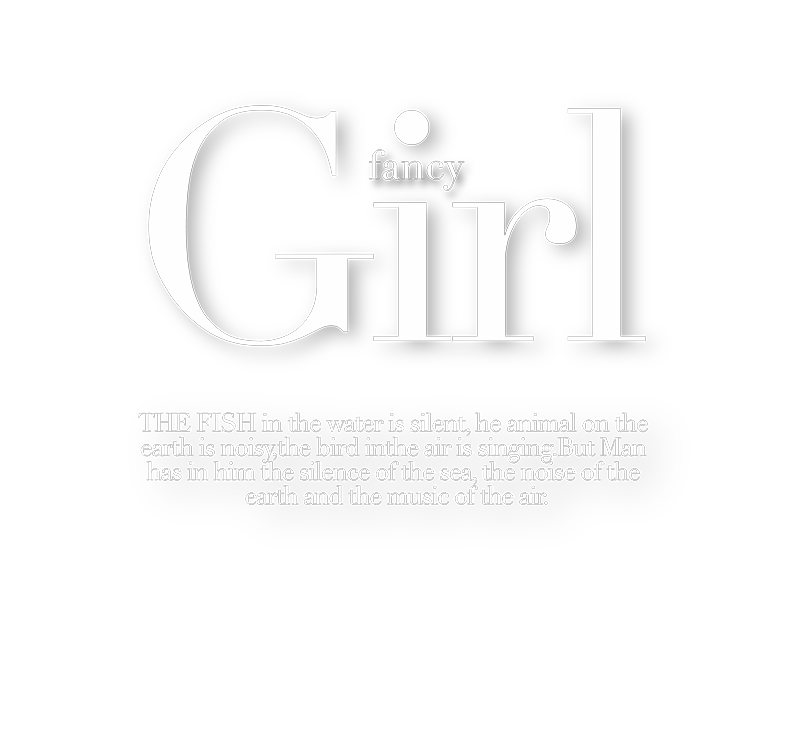 Girl
fancy
THE FISH in the water is silent, he animal on the
earth is noisy,the bird inthe air is singing.But Man
has in him the silence of the sea, the noise of the
earth and the music of the air.